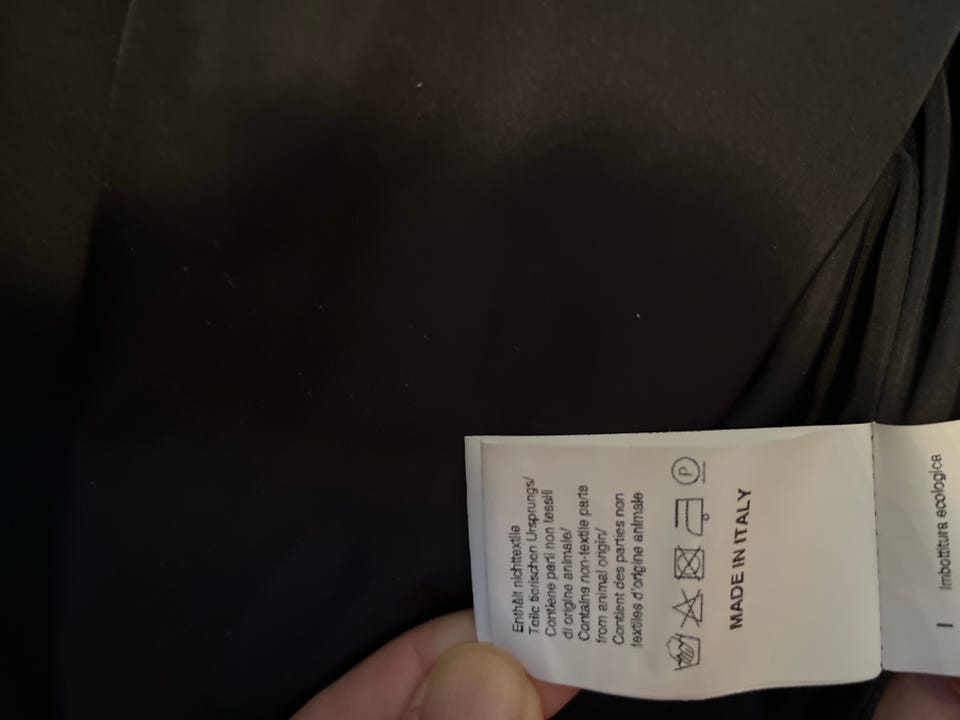 Enthält nichttextile
Teile tierischen Ursprungs/
Contiene parti non tessili
di origine animale/
Contains non-textile parts
from animal origin/
Contient des parties non
textiles d'origine animale
P
MADE IN ITALY
I Imbottitura ecologica